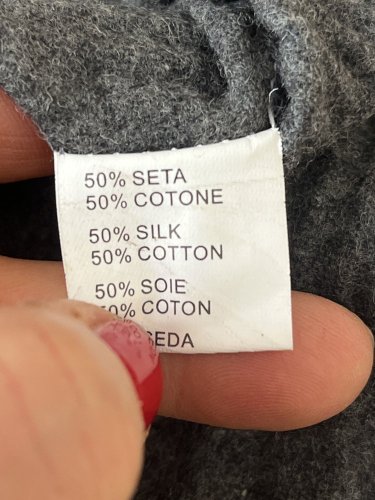 50% SETA
50% COTONE
50% SILK
50% COTTON
50% SOIE
50% COTON
SEDA